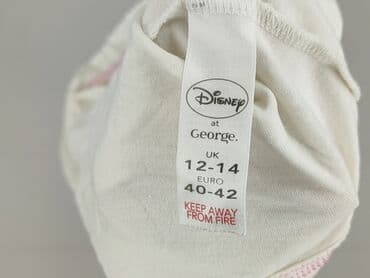 Disney
at
George.
UK
12-14
EURO
40-42
KEEP AWAY
FROM FIRE